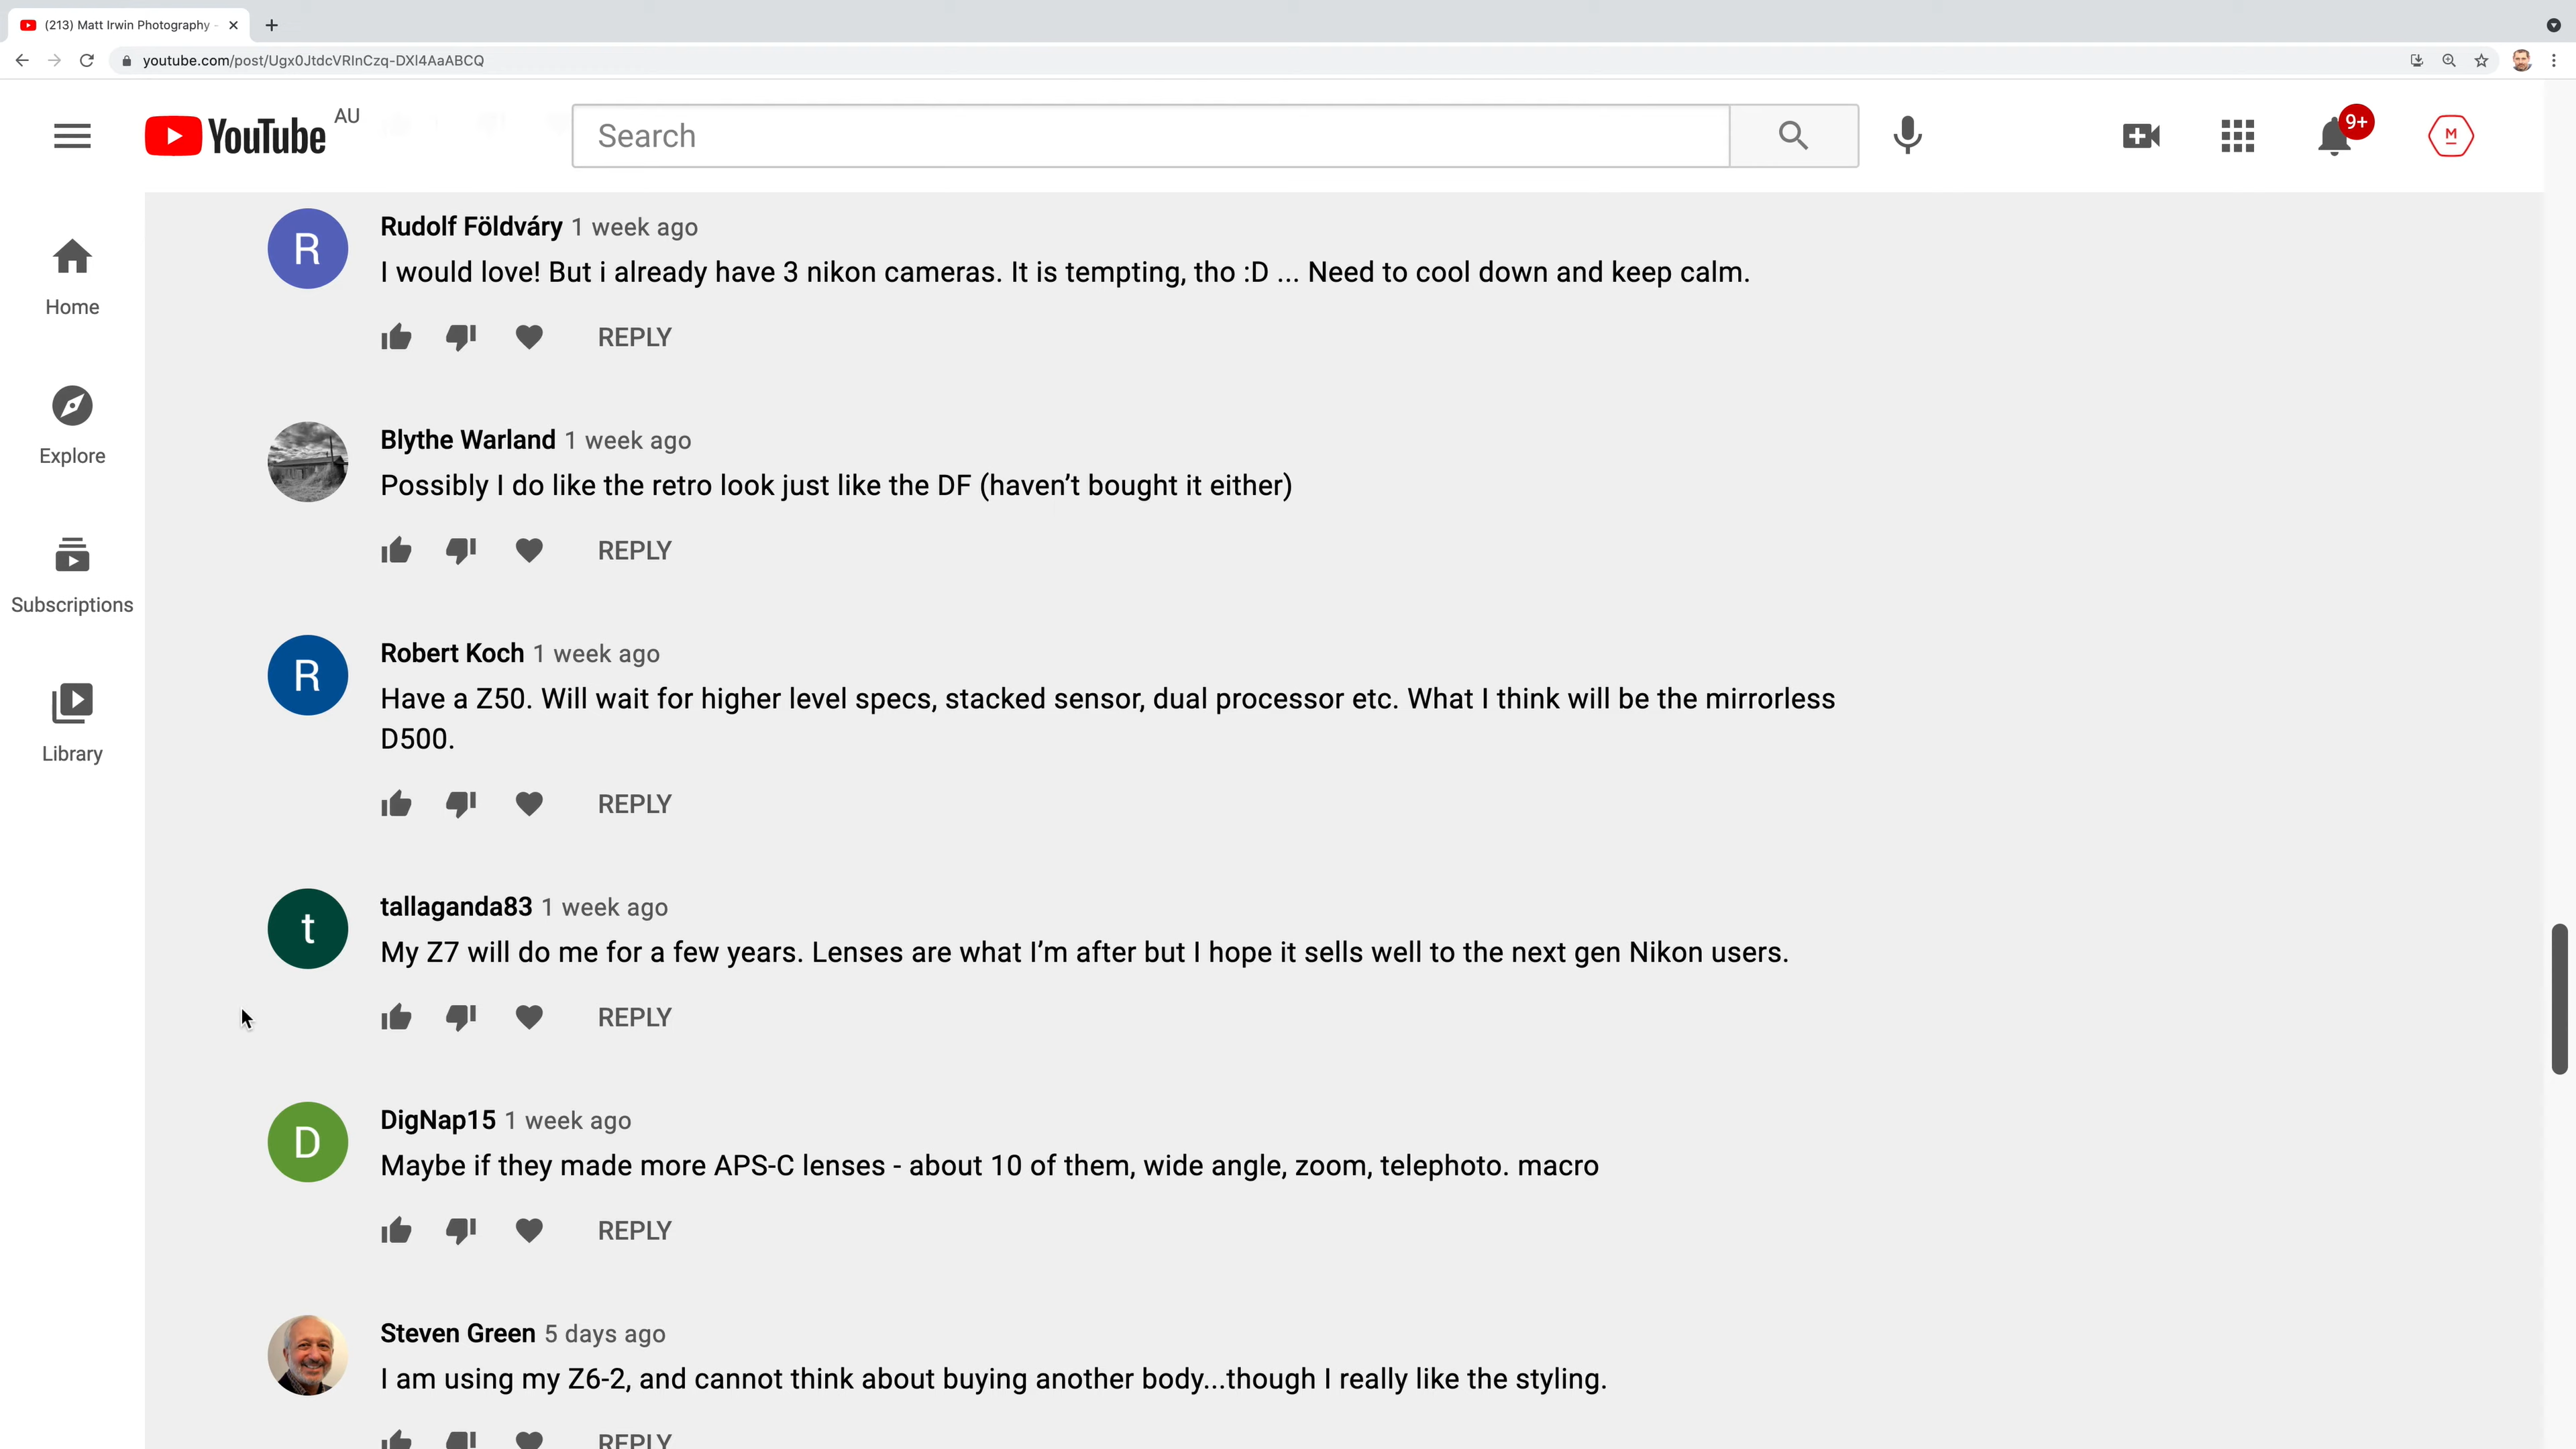 (213) Matt Irwin Photography -
youtube.com/post/Ugx0JtdcVRlnCzq-DXl4AaABCQ
YouTube AU
Search
9+
M
Home
Explore
Subscriptions
Library
R
Rudolf Földváry 1 week ago
I would love! But i already have 3 nikon cameras. It is tempting, tho :D ... Need to cool down and keep calm.
REPLY
Blythe Warland 1 week ago
Possibly I do like the retro look just like the DF (haven’t bought it either)
REPLY
R
Robert Koch 1 week ago
Have a Z50. Will wait for higher level specs, stacked sensor, dual processor etc. What I think will be the mirrorless
D500.
REPLY
t
tallaganda83 1 week ago
My Z7 will do me for a few years. Lenses are what I’m after but I hope it sells well to the next gen Nikon users.
REPLY
D
DigNap15 1 week ago
Maybe if they made more APS-C lenses - about 10 of them, wide angle, zoom, telephoto. macro
REPLY
Steven Green 5 days ago
I am using my Z6-2, and cannot think about buying another body...though I really like the styling.
REPLY